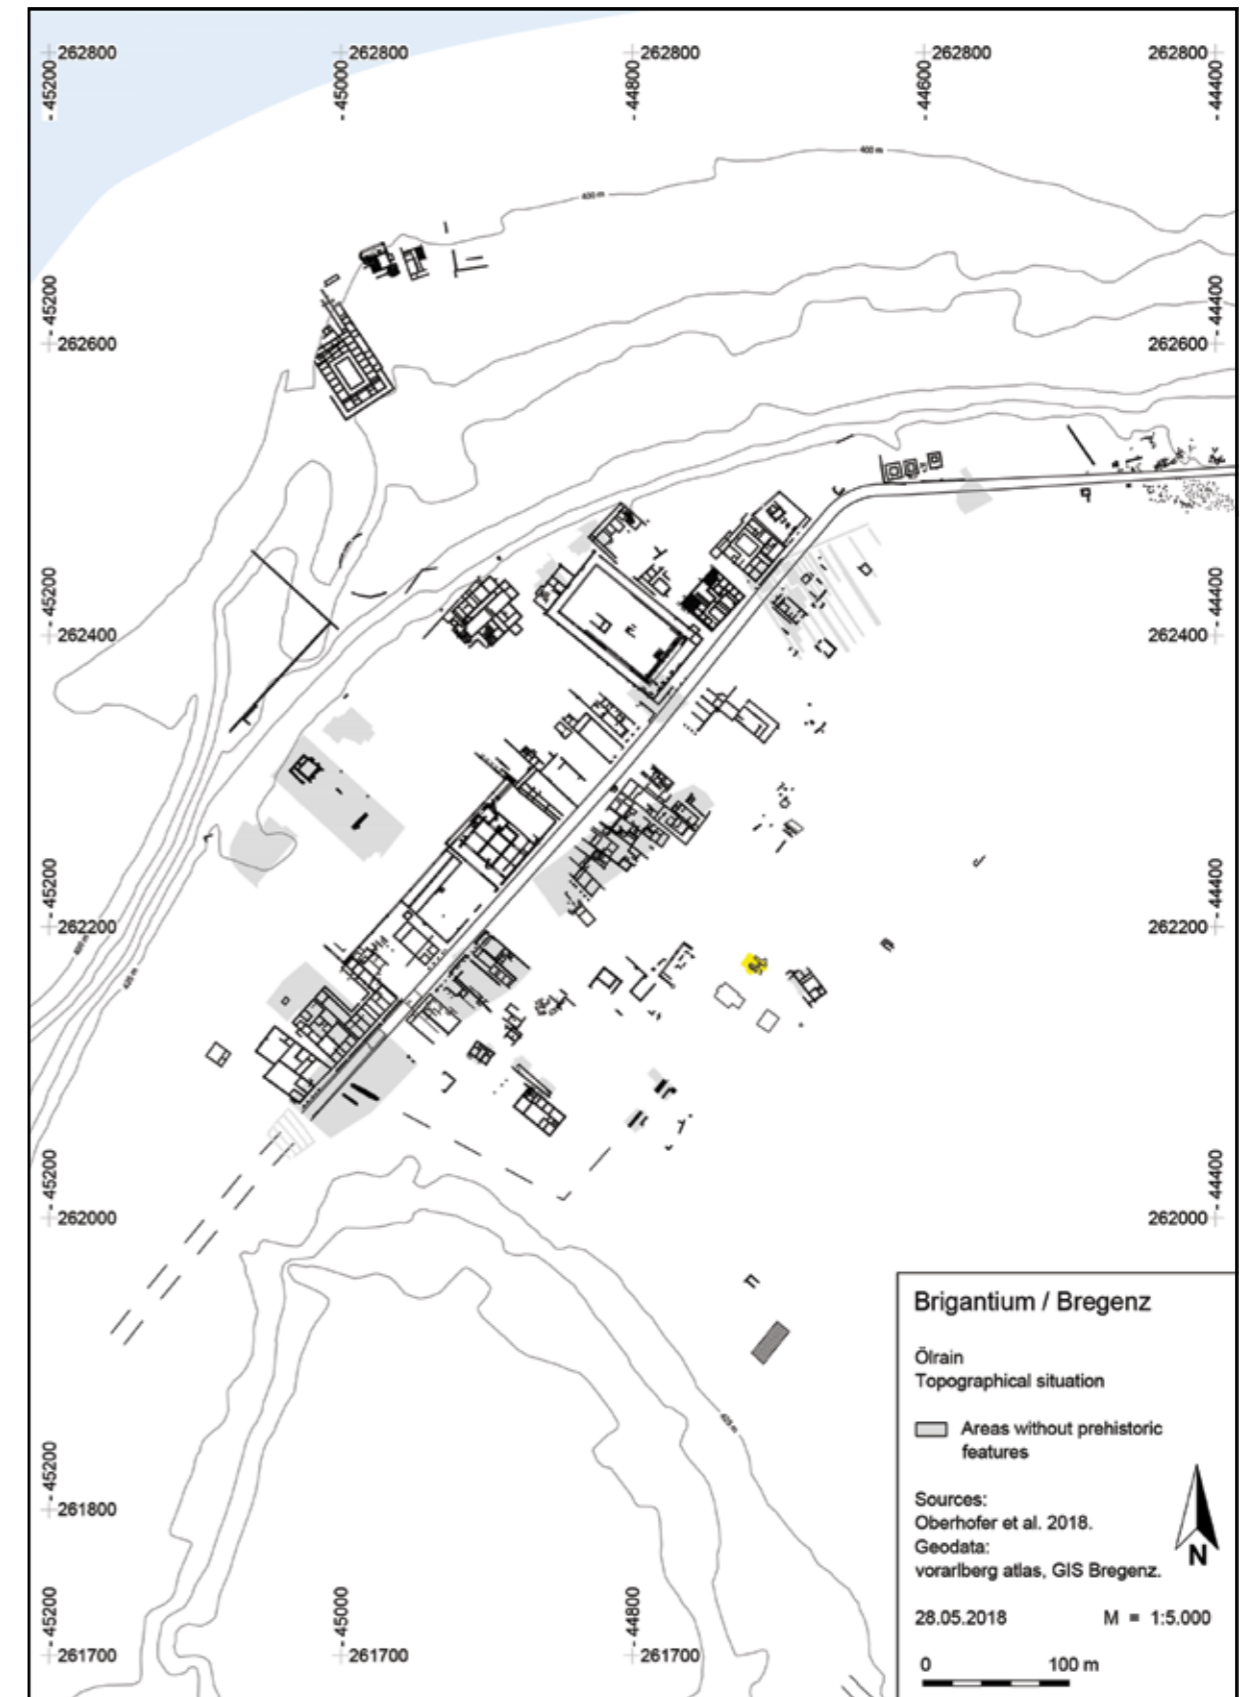 262800 262800 262800 262800 262800
- 45200 - 45000 - 44800 - 44600 - 44400
400 m
400 m
- 45200 - 44400
262600 262600
- 45200 - 44400
262400 262400
- 45200 - 44400
262200 262200
425 m
- 45200 - 44400
262000 262000
Brigantium / Bregenz
Ölrain
Topographical situation
Areas without prehistoric
features
- 45200
261800
Sources:
Oberhofer et al. 2018.
Geodata:
vorarlberg atlas, GIS Bregenz.
N
28.05.2018 M = 1:5.000
0 100 m
- 45200 - 45000 - 44800
261700 261700 261700